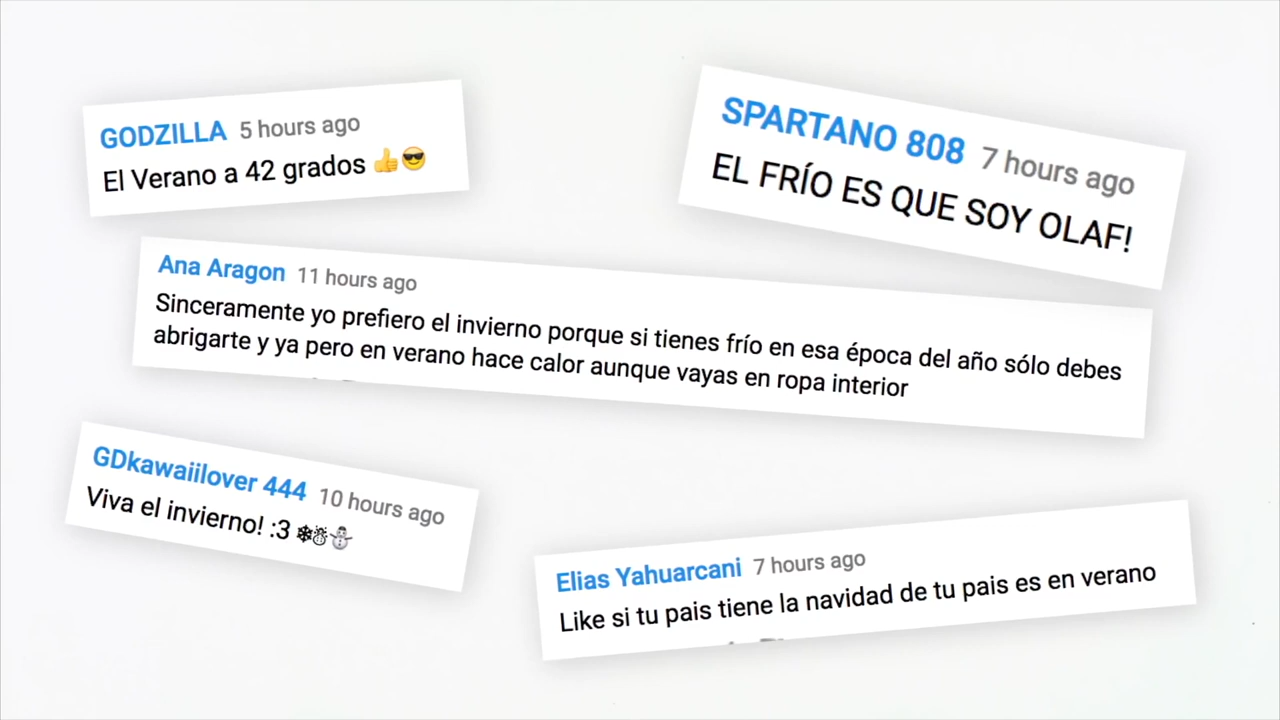 GODZILLA 5 hours ago
El Verano a 42 grados 👍😎
SPARTANO 808 7 hours ago
EL FRÍO ES QUE SOY OLAF!
Ana Aragon 11 hours ago
Sinceramente yo prefiero el invierno porque si tienes frío en esa época del año sólo debes
abrigarte y ya pero en verano hace calor aunque vayas en ropa interior
GDkawaiilover 444 10 hours ago
Viva el invierno! :3 ❄☃⛄
Elias Yahuarcani 7 hours ago
Like si tu pais tiene la navidad de tu pais es en verano